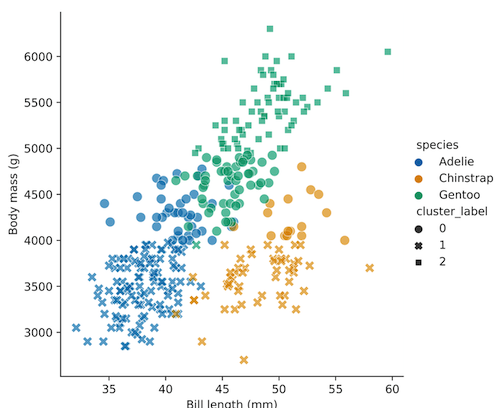 6000
5500
5000
4500
4000
3500
3000
Body mass (g)
35 40 45 50 55 60
Bill length (mm)
species
Adelie
Chinstrap
Gentoo
cluster_label
0
1
2